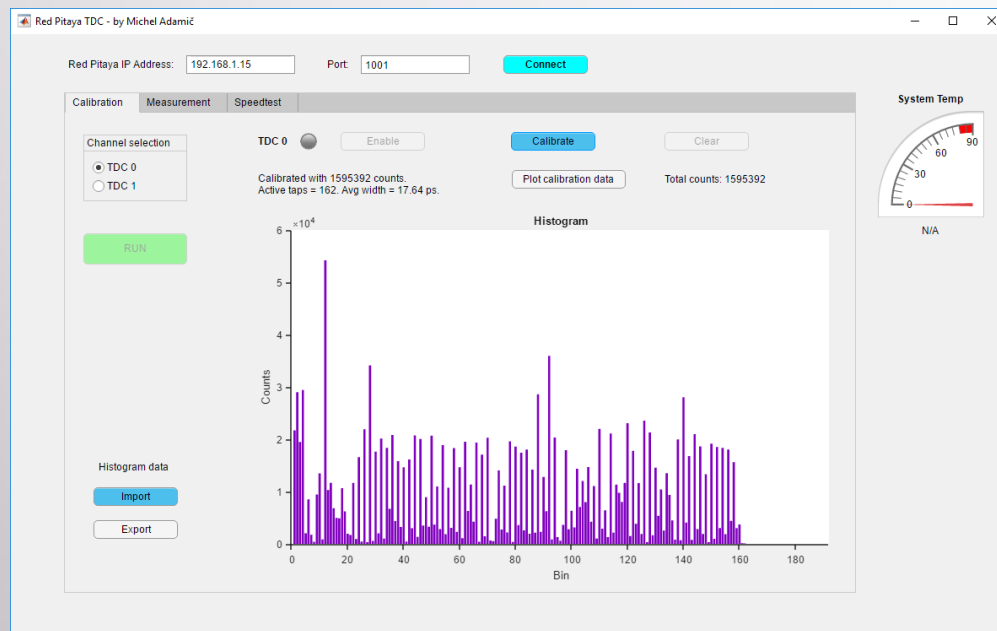 Red Pitaya TDC - by Michel Adamič
Red Pitaya IP Address: 192.168.1.15 Port: 1001 Connect
Calibration Measurement Speedtest
System Temp
0 30 60 90
N/A
Channel selection
TDC 0
TDC 1
TDC 0 Enable Calibrate Clear
Calibrated with 1595392 counts.
Active taps = 162. Avg width = 17.64 ps.
Plot calibration data
Total counts: 1595392
RUN
Histogram
×10⁴
6
5
4
3
2
1
0
Counts
0 20 40 60 80 100 120 140 160 180
Bin
Histogram data
Import
Export